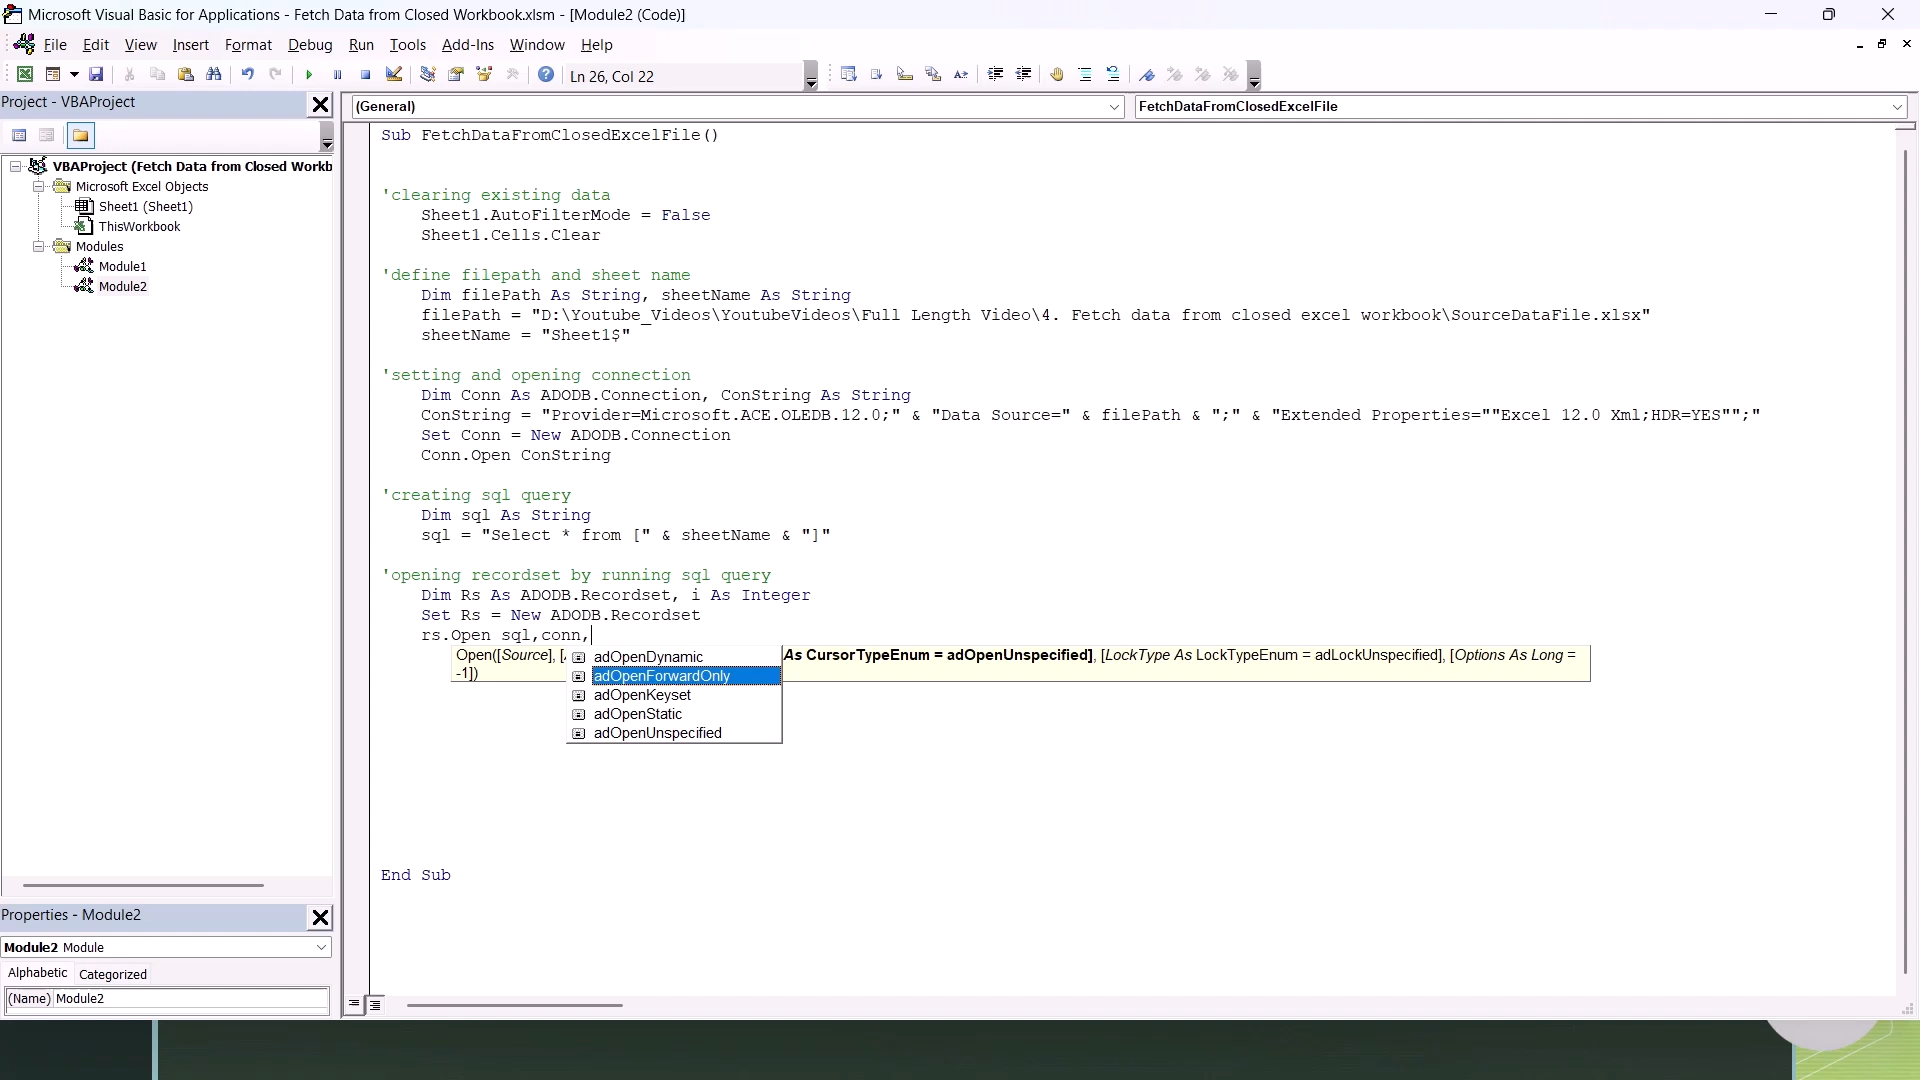 Microsoft Visual Basic for Applications - Fetch Data from Closed Workbook.xlsm - [Module2 (Code)]
File Edit View Insert Format Debug Run Tools Add-Ins Window Help
Ln 26, Col 22
Project - VBAProject
(General)
FetchDataFromClosedExcelFile
VBAProject (Fetch Data from Closed Workb
Microsoft Excel Objects
Sheet1 (Sheet1)
ThisWorkbook
Modules
Module1
Module2
Sub FetchDataFromClosedExcelFile()
'clearing existing data
Sheet1.AutoFilterMode = False
Sheet1.Cells.Clear
'define filepath and sheet name
Dim filePath As String, sheetName As String
filePath = "D:\Youtube_Videos\YoutubeVideos\Full Length Video\4. Fetch data from closed excel workbook\SourceDataFile.xlsx"
sheetName = "Sheet1$"
'setting and opening connection
Dim Conn As ADODB.Connection, ConString As String
ConString = "Provider=Microsoft.ACE.OLEDB.12.0;" & "Data Source=" & filePath & ";" & "Extended Properties=""Excel 12.0 Xml;HDR=YES"";"
Set Conn = New ADODB.Connection
Conn.Open ConString
'creating sql query
Dim sql As String
sql = "Select * from [" & sheetName & "]"
'opening recordset by running sql query
Dim Rs As ADODB.Recordset, i As Integer
Set Rs = New ADODB.Recordset
rs.Open sql,conn,
Open([Source], [ As CursorTypeEnum = adOpenUnspecified], [LockType As LockTypeEnum = adLockUnspecified], [Options As Long =
-1])
adOpenDynamic
adOpenForwardOnly
adOpenKeyset
adOpenStatic
adOpenUnspecified
End Sub
Properties - Module2
Module2 Module
Alphabetic Categorized
(Name) Module2